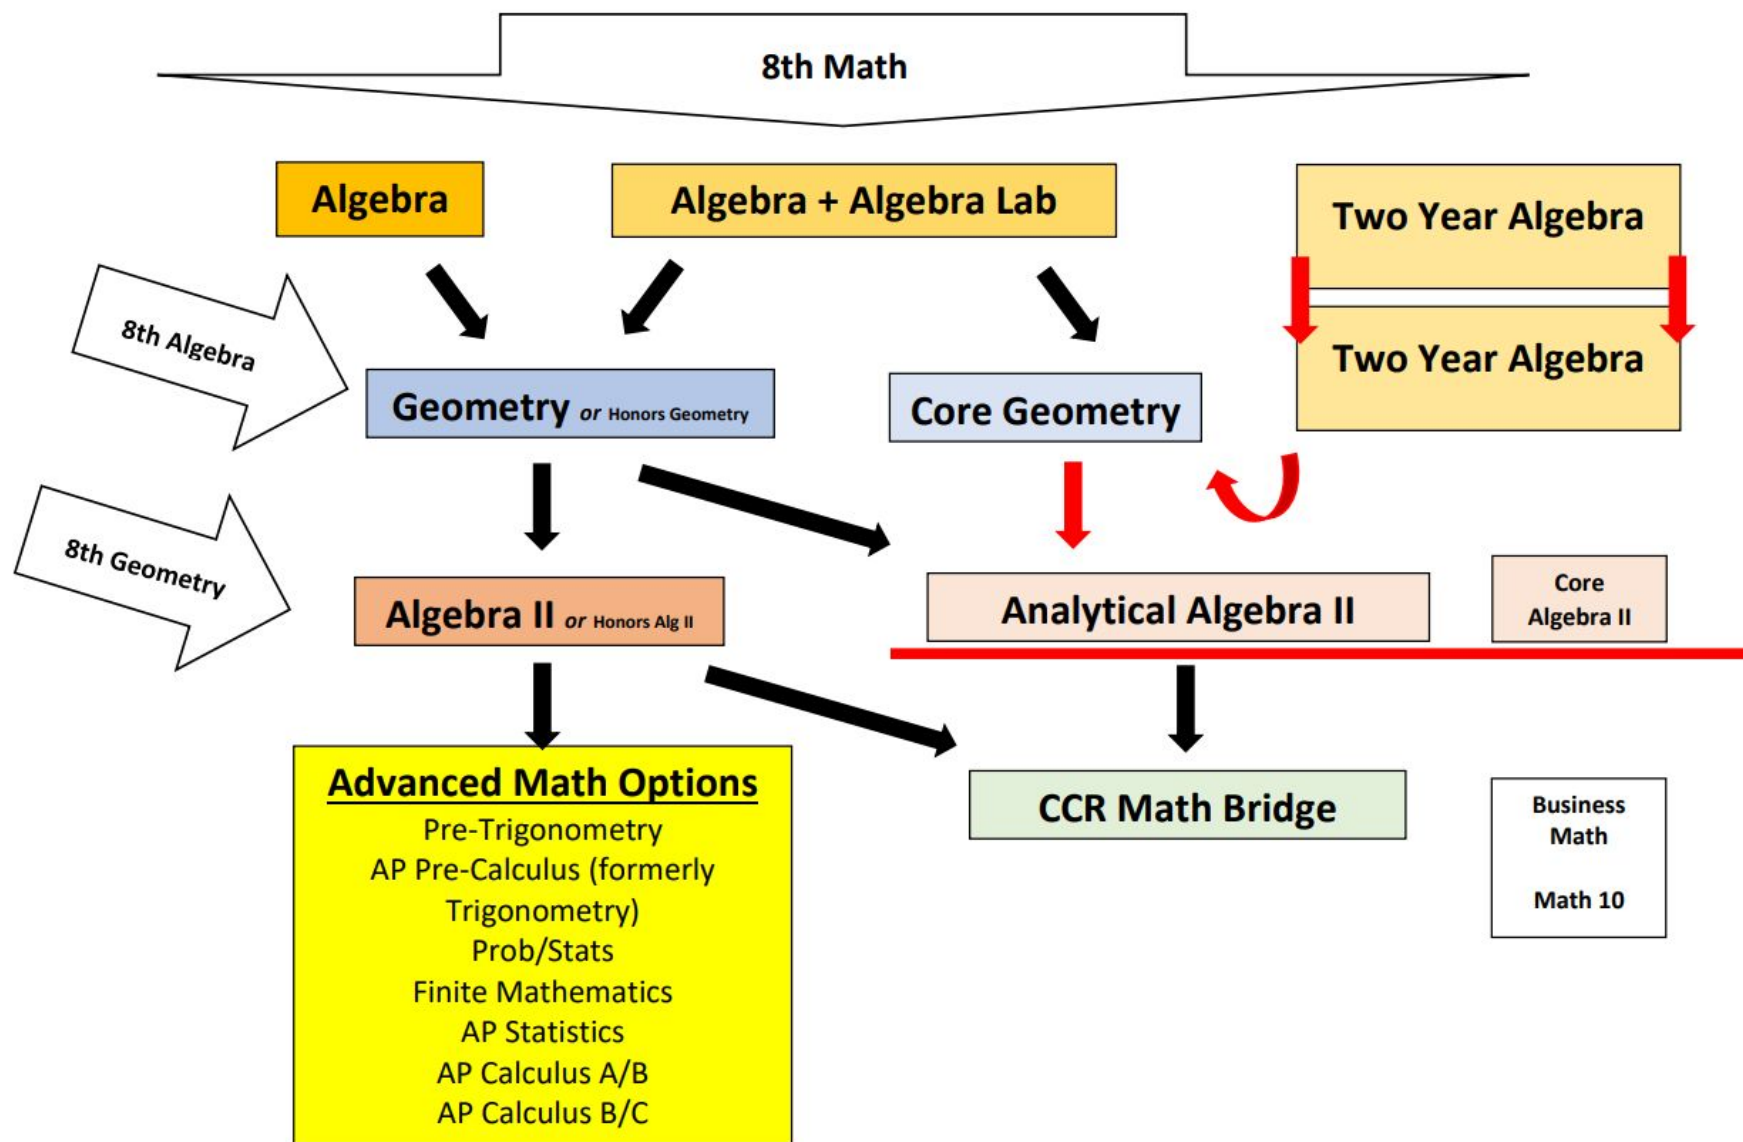 8th Math
Algebra
Algebra + Algebra Lab
Two Year Algebra
8th Algebra
Two Year Algebra
Geometry or Honors Geometry
Core Geometry
8th Geometry
Algebra II or Honors Alg II
Analytical Algebra II
Core
Algebra II
Advanced Math Options
Pre-Trigonometry
AP Pre-Calculus (formerly
Trigonometry)
Prob/Stats
Finite Mathematics
AP Statistics
AP Calculus A/B
AP Calculus B/C
CCR Math Bridge
Business
Math
Math 10